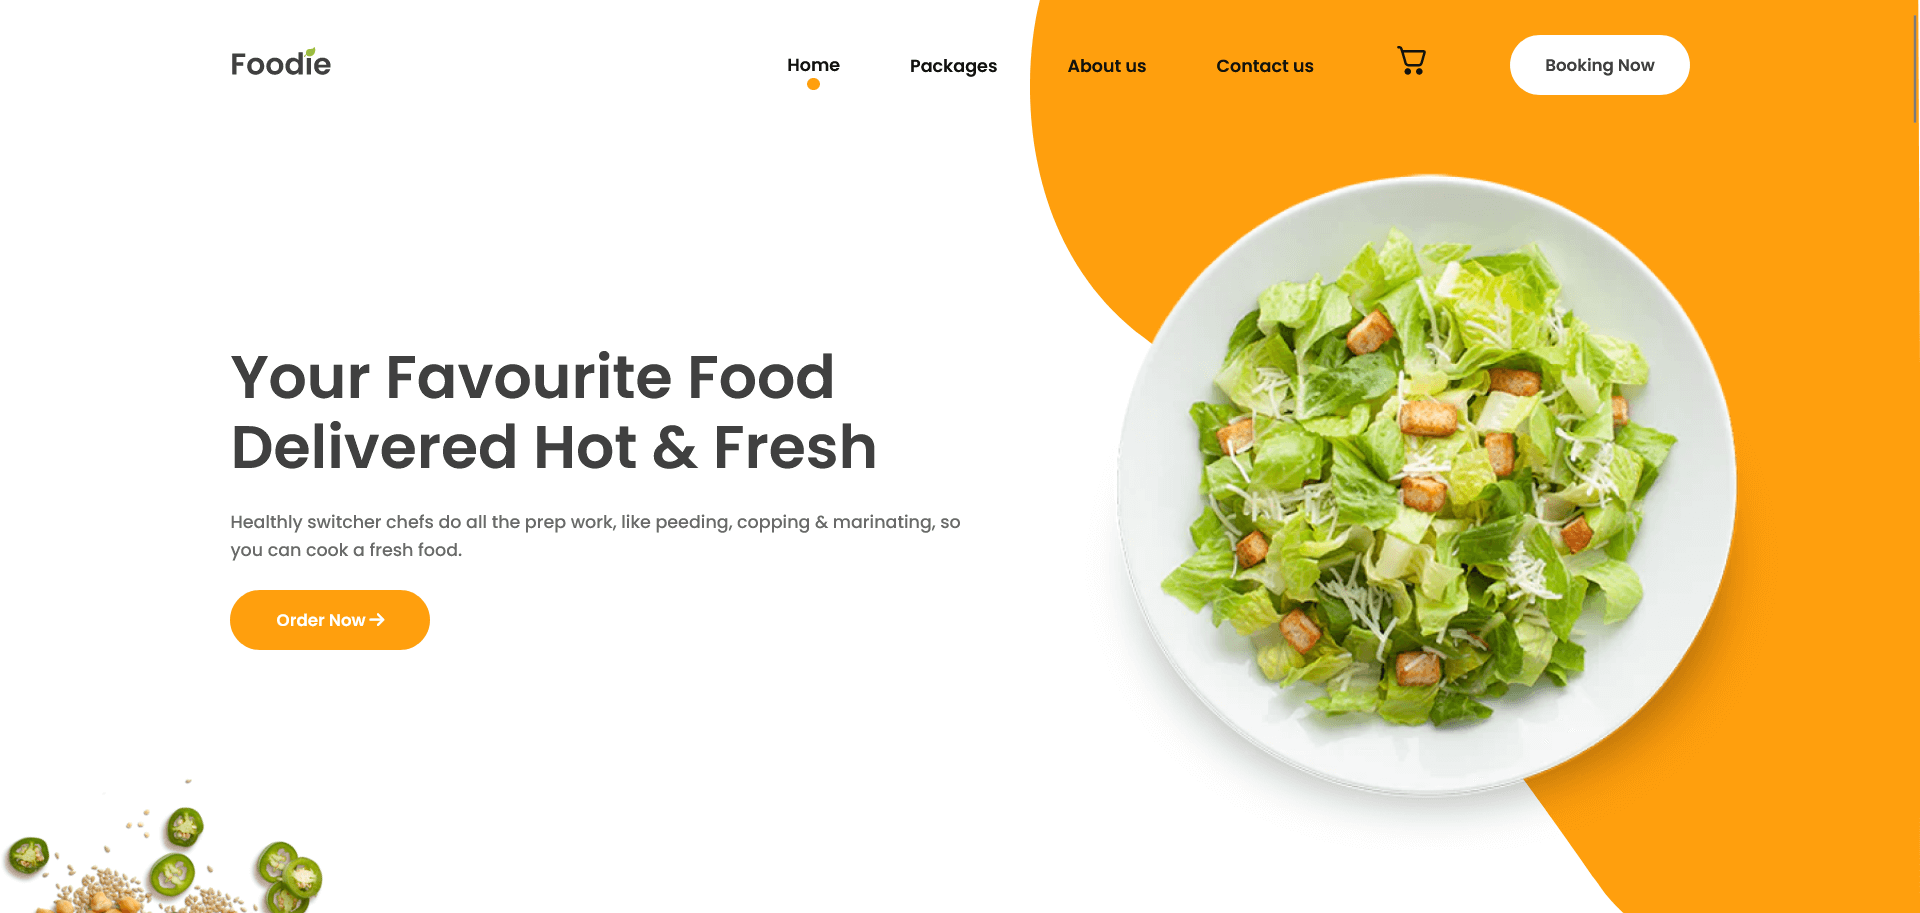 Foodie
Home
Packages
About us
Contact us
Booking Now
Your Favourite Food
Delivered Hot & Fresh
Healthly switcher chefs do all the prep work, like peeding, copping & marinating, so
you can cook a fresh food.
Order Now →